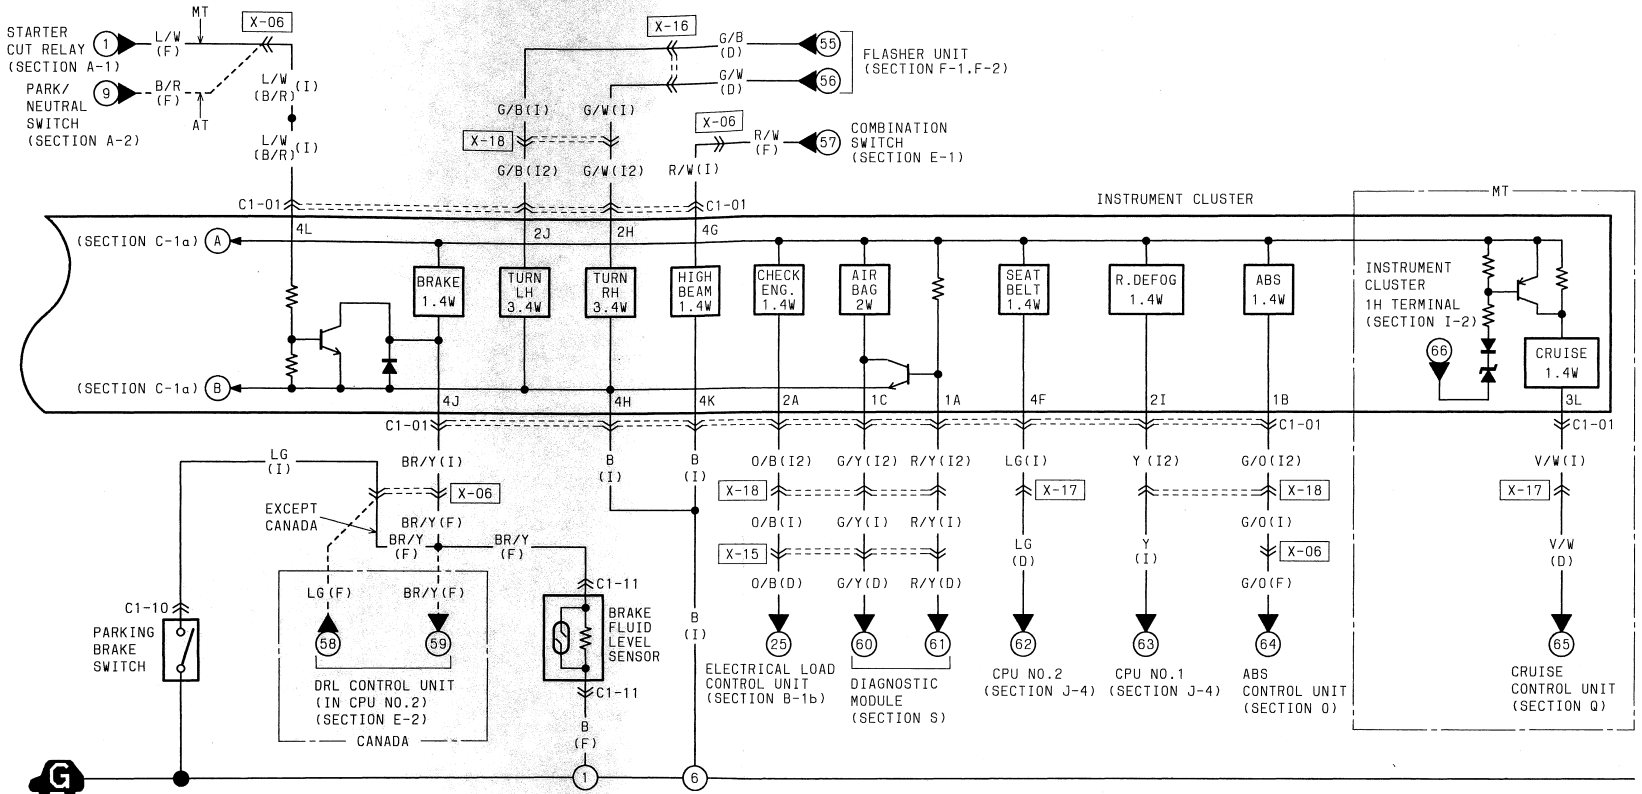 STARTER
CUT RELAY
(SECTION A-1)
1
L/W
(F)
MT
X-06
PARK/
NEUTRAL
SWITCH
(SECTION A-2)
9
B/R
(F)
AT
L/W
(B/R)
(I)
L/W
(B/R)
(I)
X-16
G/B
(D)
55
G/W
(D)
56
FLASHER UNIT
(SECTION F-1.F-2)
G/B(I)
G/W(I)
X-18
G/B(I2)
G/W(I2)
X-06
R/W
(F)
57
COMBINATION
SWITCH
(SECTION E-1)
R/W(I)
C1-01
C1-01
INSTRUMENT CLUSTER
MT
4L
2J
2H
4G
(SECTION C-1a)
A
BRAKE
1.4W
TURN
LH
3.4W
TURN
RH
3.4W
HIGH
BEAM
1.4W
CHECK
ENG.
1.4W
AIR
BAG
2W
SEAT
BELT
1.4W
R.DEFOG
1.4W
ABS
1.4W
INSTRUMENT
CLUSTER
1H TERMINAL
(SECTION I-2)
66
CRUISE
1.4W
(SECTION C-1a)
B
4J
4H
4K
2A
1C
1A
4F
2I
1B
3L
C1-01
C1-01
C1-01
LG
(I)
BR/Y(I)
B
(I)
B
(I)
O/B(I2)
G/Y(I2)
R/Y(I2)
LG(I)
Y(I2)
G/O(I2)
V/W(I)
X-06
X-18
X-17
X-18
X-17
EXCEPT
CANADA
BR/Y(F)
BR/Y
(F)
BR/Y
(F)
O/B(I)
G/Y(I)
R/Y(I)
G/O(I)
X-15
LG
(D)
Y
(I)
X-06
V/W
(D)
LG(F)
BR/Y(F)
C1-11
O/B(D)
G/Y(D)
R/Y(D)
G/O(F)
C1-10
PARKING
BRAKE
SWITCH
58
59
BRAKE
FLUID
LEVEL
SENSOR
B
(I)
25
60
61
62
63
64
65
DRL CONTROL UNIT
(IN CPU NO.2)
(SECTION E-2)
CANADA
C1-11
B
(F)
ELECTRICAL LOAD
CONTROL UNIT
(SECTION B-1b)
DIAGNOSTIC
MODULE
(SECTION S)
CPU NO.2
(SECTION J-4)
CPU NO.1
(SECTION J-4)
ABS
CONTROL UNIT
(SECTION O)
CRUISE
CONTROL UNIT
(SECTION Q)
G
1
6